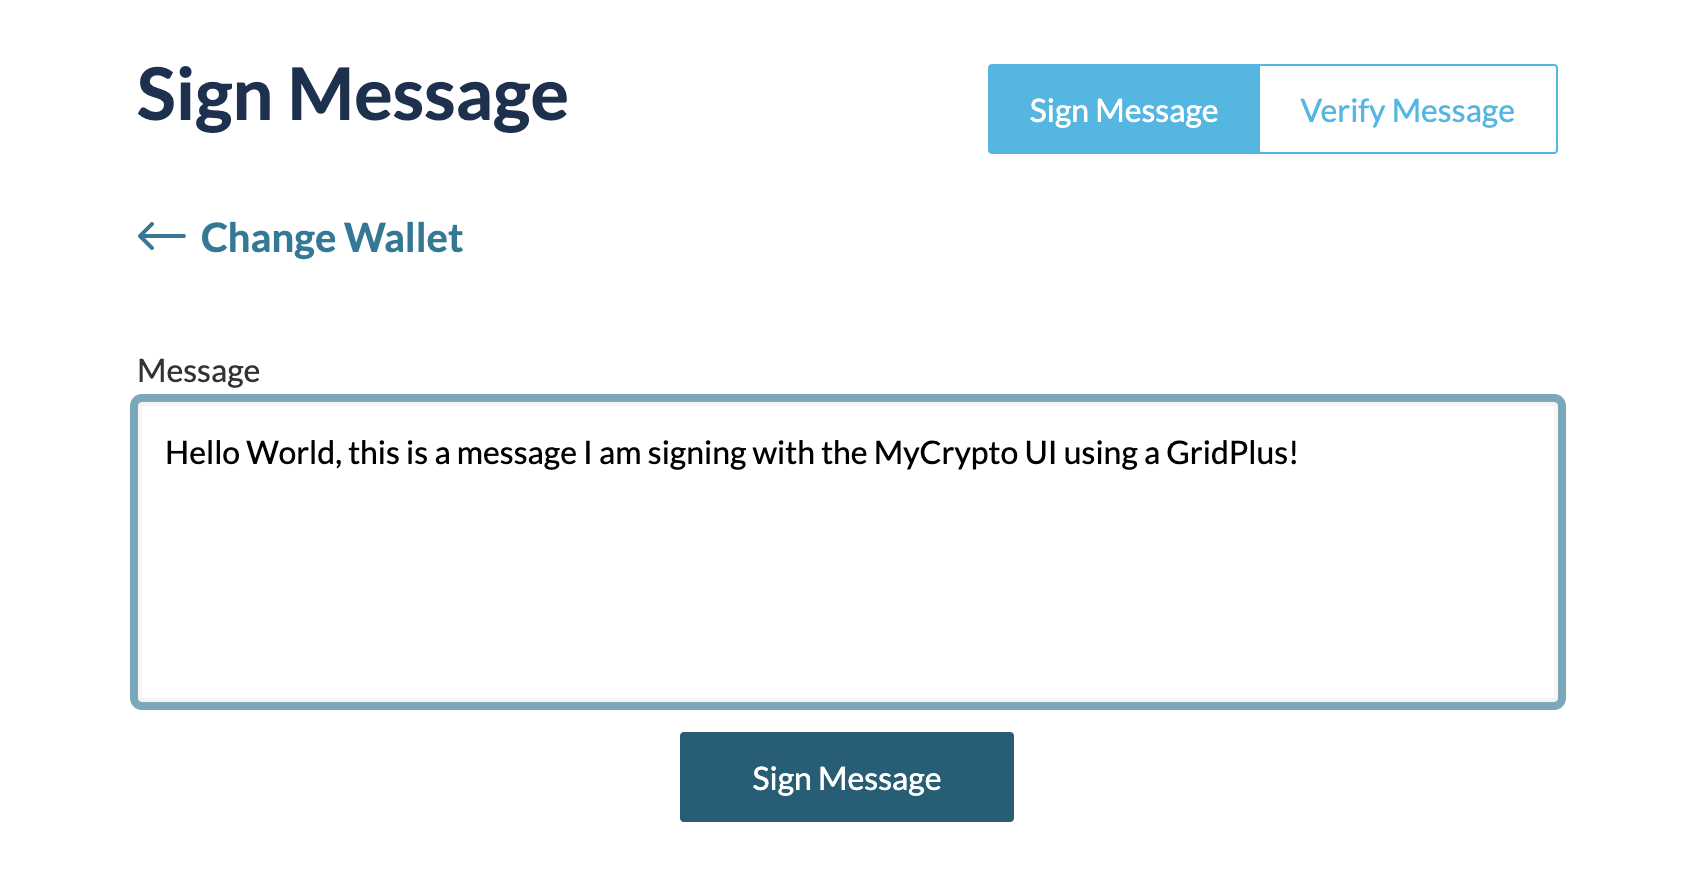 Sign Message
Sign Message
Verify Message
Change Wallet
Message
Hello World, this is a message I am signing with the MyCrypto UI using a GridPlus!
Sign Message